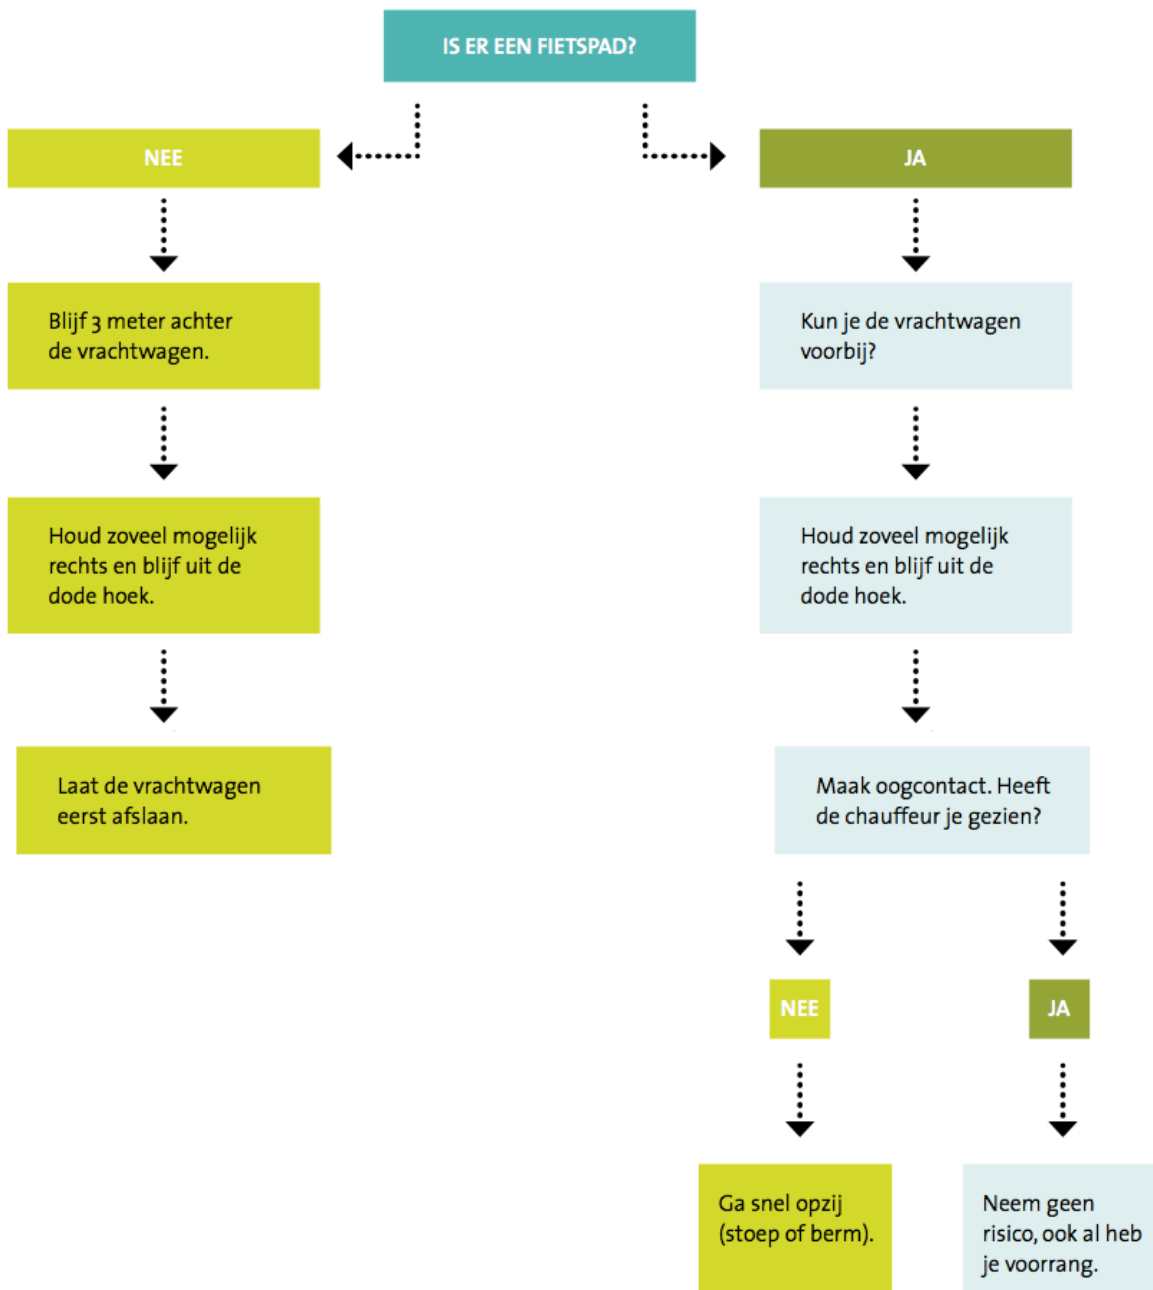 IS ER EEN FIETSPAD?
NEE
JA
Blijf 3 meter achter
de vrachtwagen.
Kun je de vrachtwagen
voorbij?
Houd zoveel mogelijk
rechts en blijf uit de
dode hoek.
Houd zoveel mogelijk
rechts en blijf uit de
dode hoek.
Laat de vrachtwagen
eerst afslaan.
Maak oogcontact. Heeft
de chauffeur je gezien?
NEE
JA
Ga snel opzij
(stoep of berm).
Neem geen
risico, ook al heb
je voorrang.